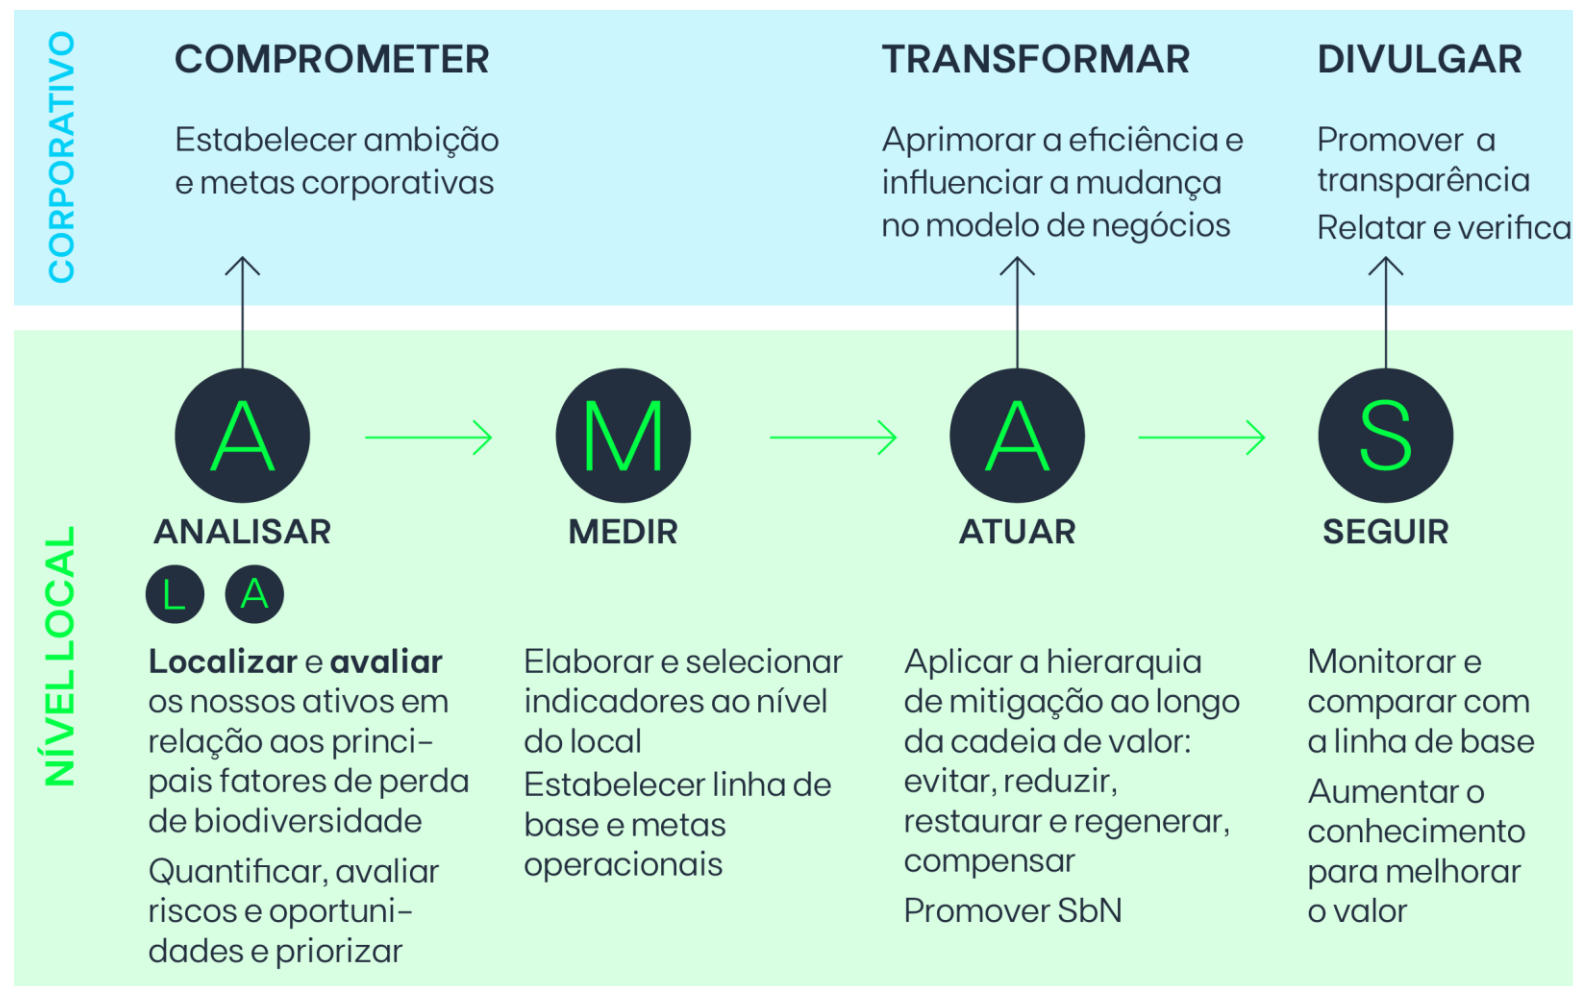 CORPORATIVO
COMPROMETER
Estabelecer ambição
e metas corporativas
TRANSFORMAR
Aprimorar a eficiência e
influenciar a mudança
no modelo de negócios
DIVULGAR
Promover a
transparência
Relatar e verifica
NÍVEL LOCAL
A
ANALISAR
L A
Localizar e avaliar
os nossos ativos em
relação aos princi-
pais fatores de perda
de biodiversidade
Quantificar, avaliar
riscos e oportuni-
dades e priorizar
M
MEDIR
Elaborar e selecionar
indicadores ao nível
do local
Estabelecer linha de
base e metas
operacionais
A
ATUAR
Aplicar a hierarquia
de mitigação ao longo
da cadeia de valor:
evitar, reduzir,
restaurar e regenerar,
compensar
Promover SbN
S
SEGUIR
Monitorar e
comparar com
a linha de base
Aumentar o
conhecimento
para melhorar
o valor